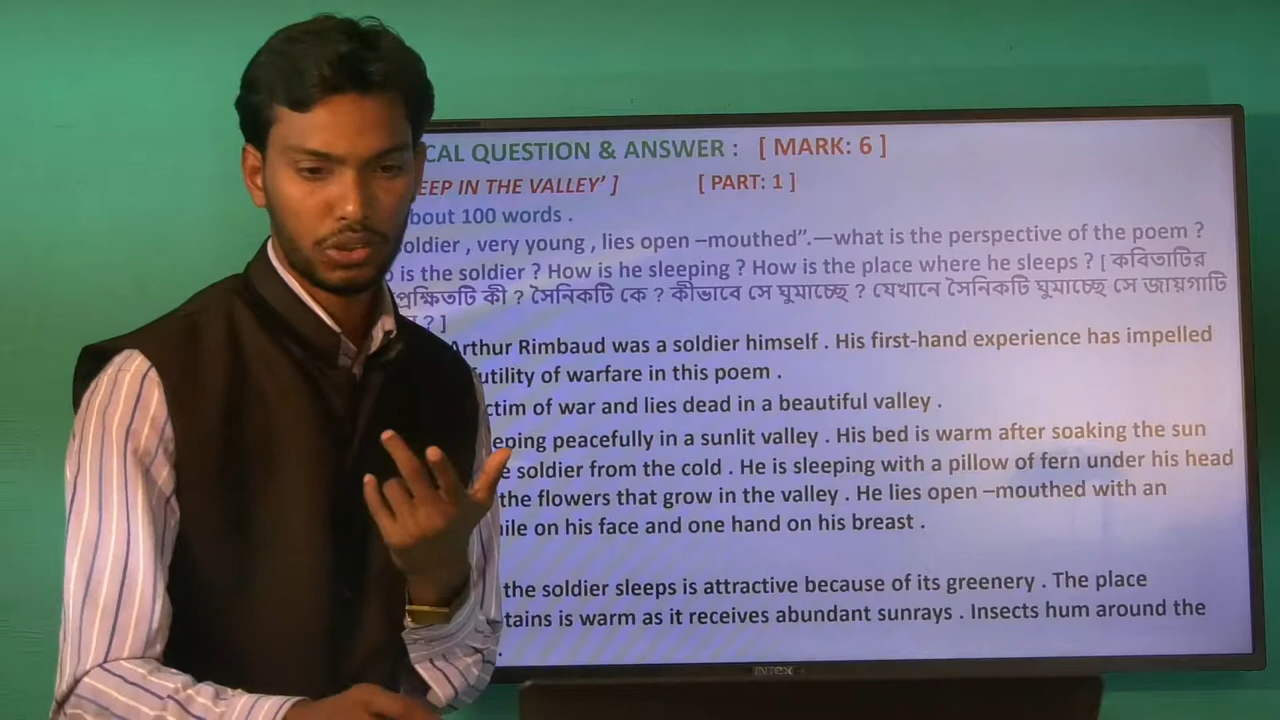 CAL QUESTION & ANSWER : [ MARK: 6 ]
EEP IN THE VALLEY’ ] [ PART: 1 ]
bout 100 words .
oldier , very young , lies open –mouthed”.—what is the perspective of the poem ?
is the soldier ? How is he sleeping ? How is the place where he sleeps ? [ কবিতাটির
প্রেক্ষিতটি কী ? সৈনিকটি কে ? কীভাবে সে ঘুমাচ্ছে ? যেখানে সৈনিকটি ঘুমাচ্ছে সে জায়গাটি
? ]
Arthur Rimbaud was a soldier himself . His first-hand experience has impelled
futility of warfare in this poem .
ctim of war and lies dead in a beautiful valley .
eping peacefully in a sunlit valley . His bed is warm after soaking the sun
e soldier from the cold . He is sleeping with a pillow of fern under his head
the flowers that grow in the valley . He lies open –mouthed with an
ile on his face and one hand on his breast .
the soldier sleeps is attractive because of its greenery . The place
tains is warm as it receives abundant sunrays . Insects hum around the
.
INTEX